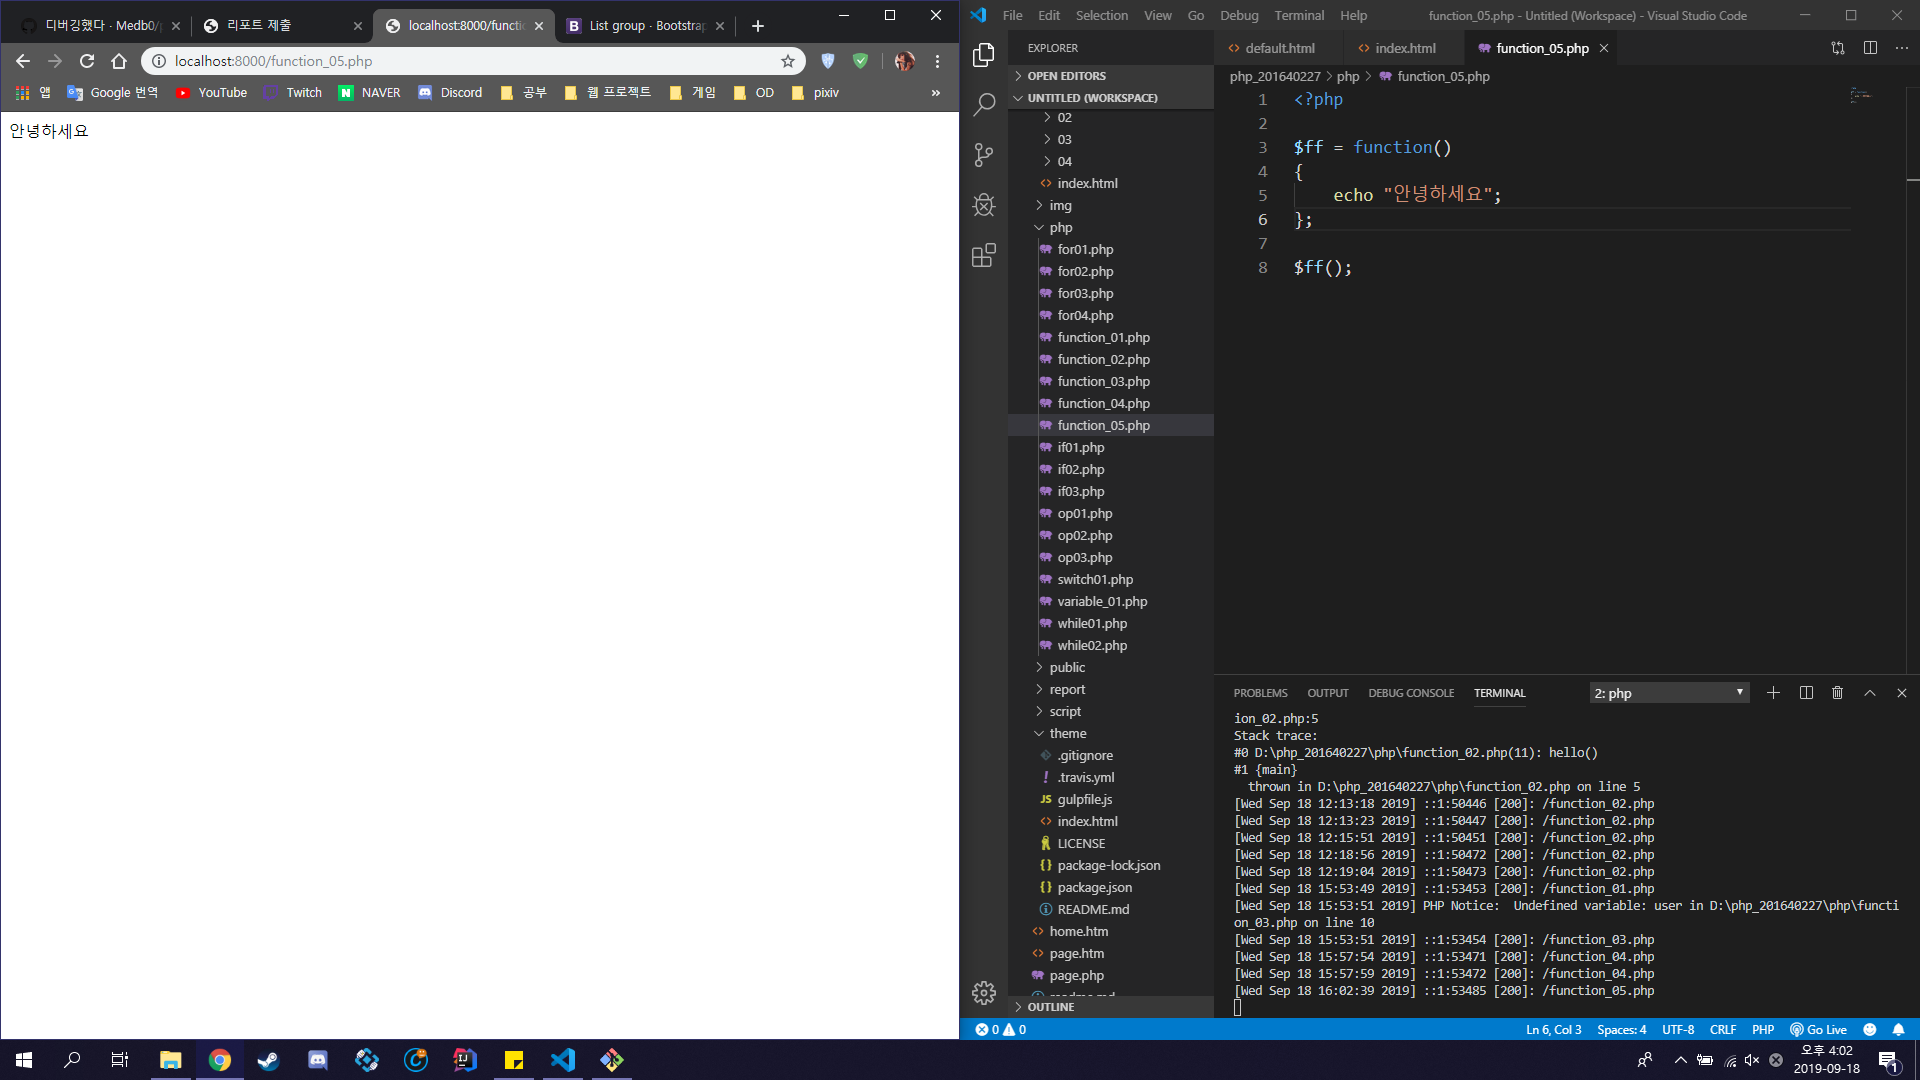 디버깅했다 · Medb0/p
리포트 제출
localhost:8000/functio
List group · Bootstrap
localhost:8000/function_05.php
앱
Google 번역
YouTube
Twitch
NAVER
Discord
공부
웹 프로젝트
게임
OD
pixiv
»
안녕하세요
File Edit Selection View Go Debug Terminal Help
function_05.php - Untitled (Workspace) - Visual Studio Code
EXPLORER
OPEN EDITORS
UNTITLED (WORKSPACE)
02
03
04
index.html
img
php
for01.php
for02.php
for03.php
for04.php
function_01.php
function_02.php
function_03.php
function_04.php
function_05.php
if01.php
if02.php
if03.php
op01.php
op02.php
op03.php
switch01.php
variable_01.php
while01.php
while02.php
public
report
script
theme
.gitignore
.travis.yml
gulpfile.js
index.html
LICENSE
package-lock.json
package.json
README.md
home.htm
page.htm
page.php
OUTLINE
default.html
index.html
function_05.php
php_201640227 > php > function_05.php
1 <?php
2
3 $ff = function()
4 {
5 echo "안녕하세요";
6 };
7
8 $ff();
PROBLEMS OUTPUT DEBUG CONSOLE TERMINAL
2: php
ion_02.php:5
Stack trace:
#0 D:\php_201640227\php\function_02.php(11): hello()
#1 {main}
thrown in D:\php_201640227\php\function_02.php on line 5
[Wed Sep 18 12:13:18 2019] ::1:50446 [200]: /function_02.php
[Wed Sep 18 12:13:23 2019] ::1:50447 [200]: /function_02.php
[Wed Sep 18 12:15:51 2019] ::1:50451 [200]: /function_02.php
[Wed Sep 18 12:18:56 2019] ::1:50472 [200]: /function_02.php
[Wed Sep 18 12:19:04 2019] ::1:50473 [200]: /function_02.php
[Wed Sep 18 15:53:49 2019] ::1:53453 [200]: /function_01.php
[Wed Sep 18 15:53:51 2019] PHP Notice:  Undefined variable: user in D:\php_201640227\php\functi
on_03.php on line 10
[Wed Sep 18 15:53:51 2019] ::1:53454 [200]: /function_03.php
[Wed Sep 18 15:57:54 2019] ::1:53471 [200]: /function_04.php
[Wed Sep 18 15:57:59 2019] ::1:53472 [200]: /function_04.php
[Wed Sep 18 16:02:39 2019] ::1:53485 [200]: /function_05.php
0 0
Ln 6, Col 3
Spaces: 4
UTF-8
CRLF
PHP
Go Live
오후 4:02
2019-09-18
1